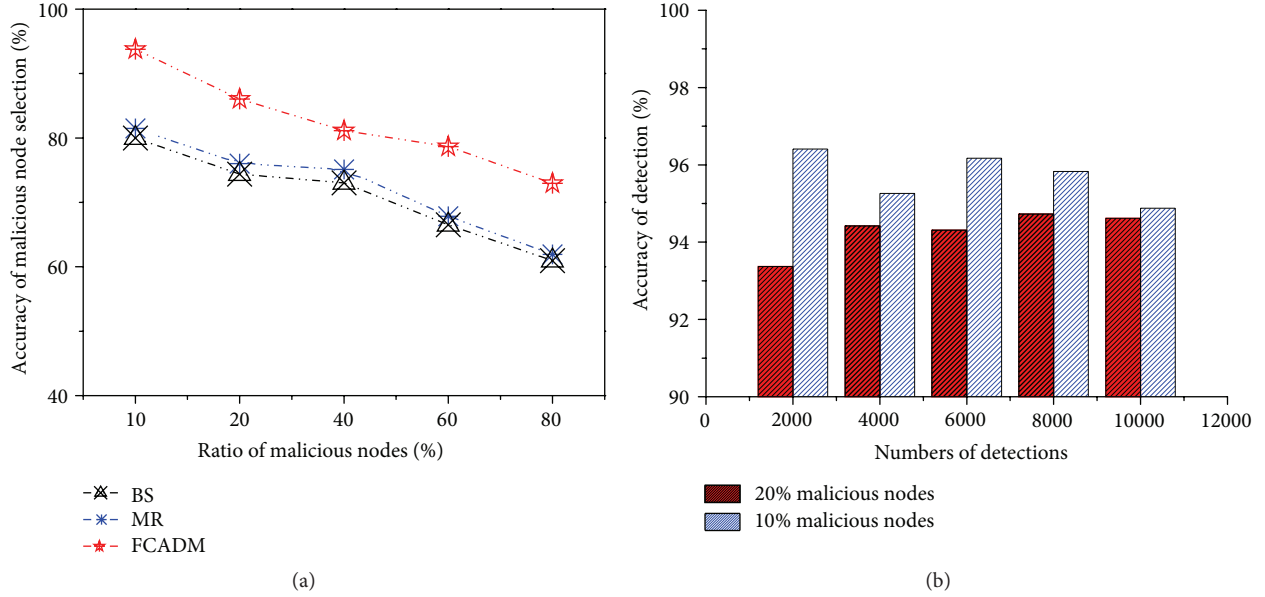 Accuracy of malicious node selection (%)
100
80
60
40
10 20 40 60 80
Ratio of malicious nodes (%)
BS
MR
FCADM
(a)
Accuracy of detection (%)
100
98
96
94
92
90
0 2000 4000 6000 8000 10000 12000
Numbers of detections
20% malicious nodes
10% malicious nodes
(b)